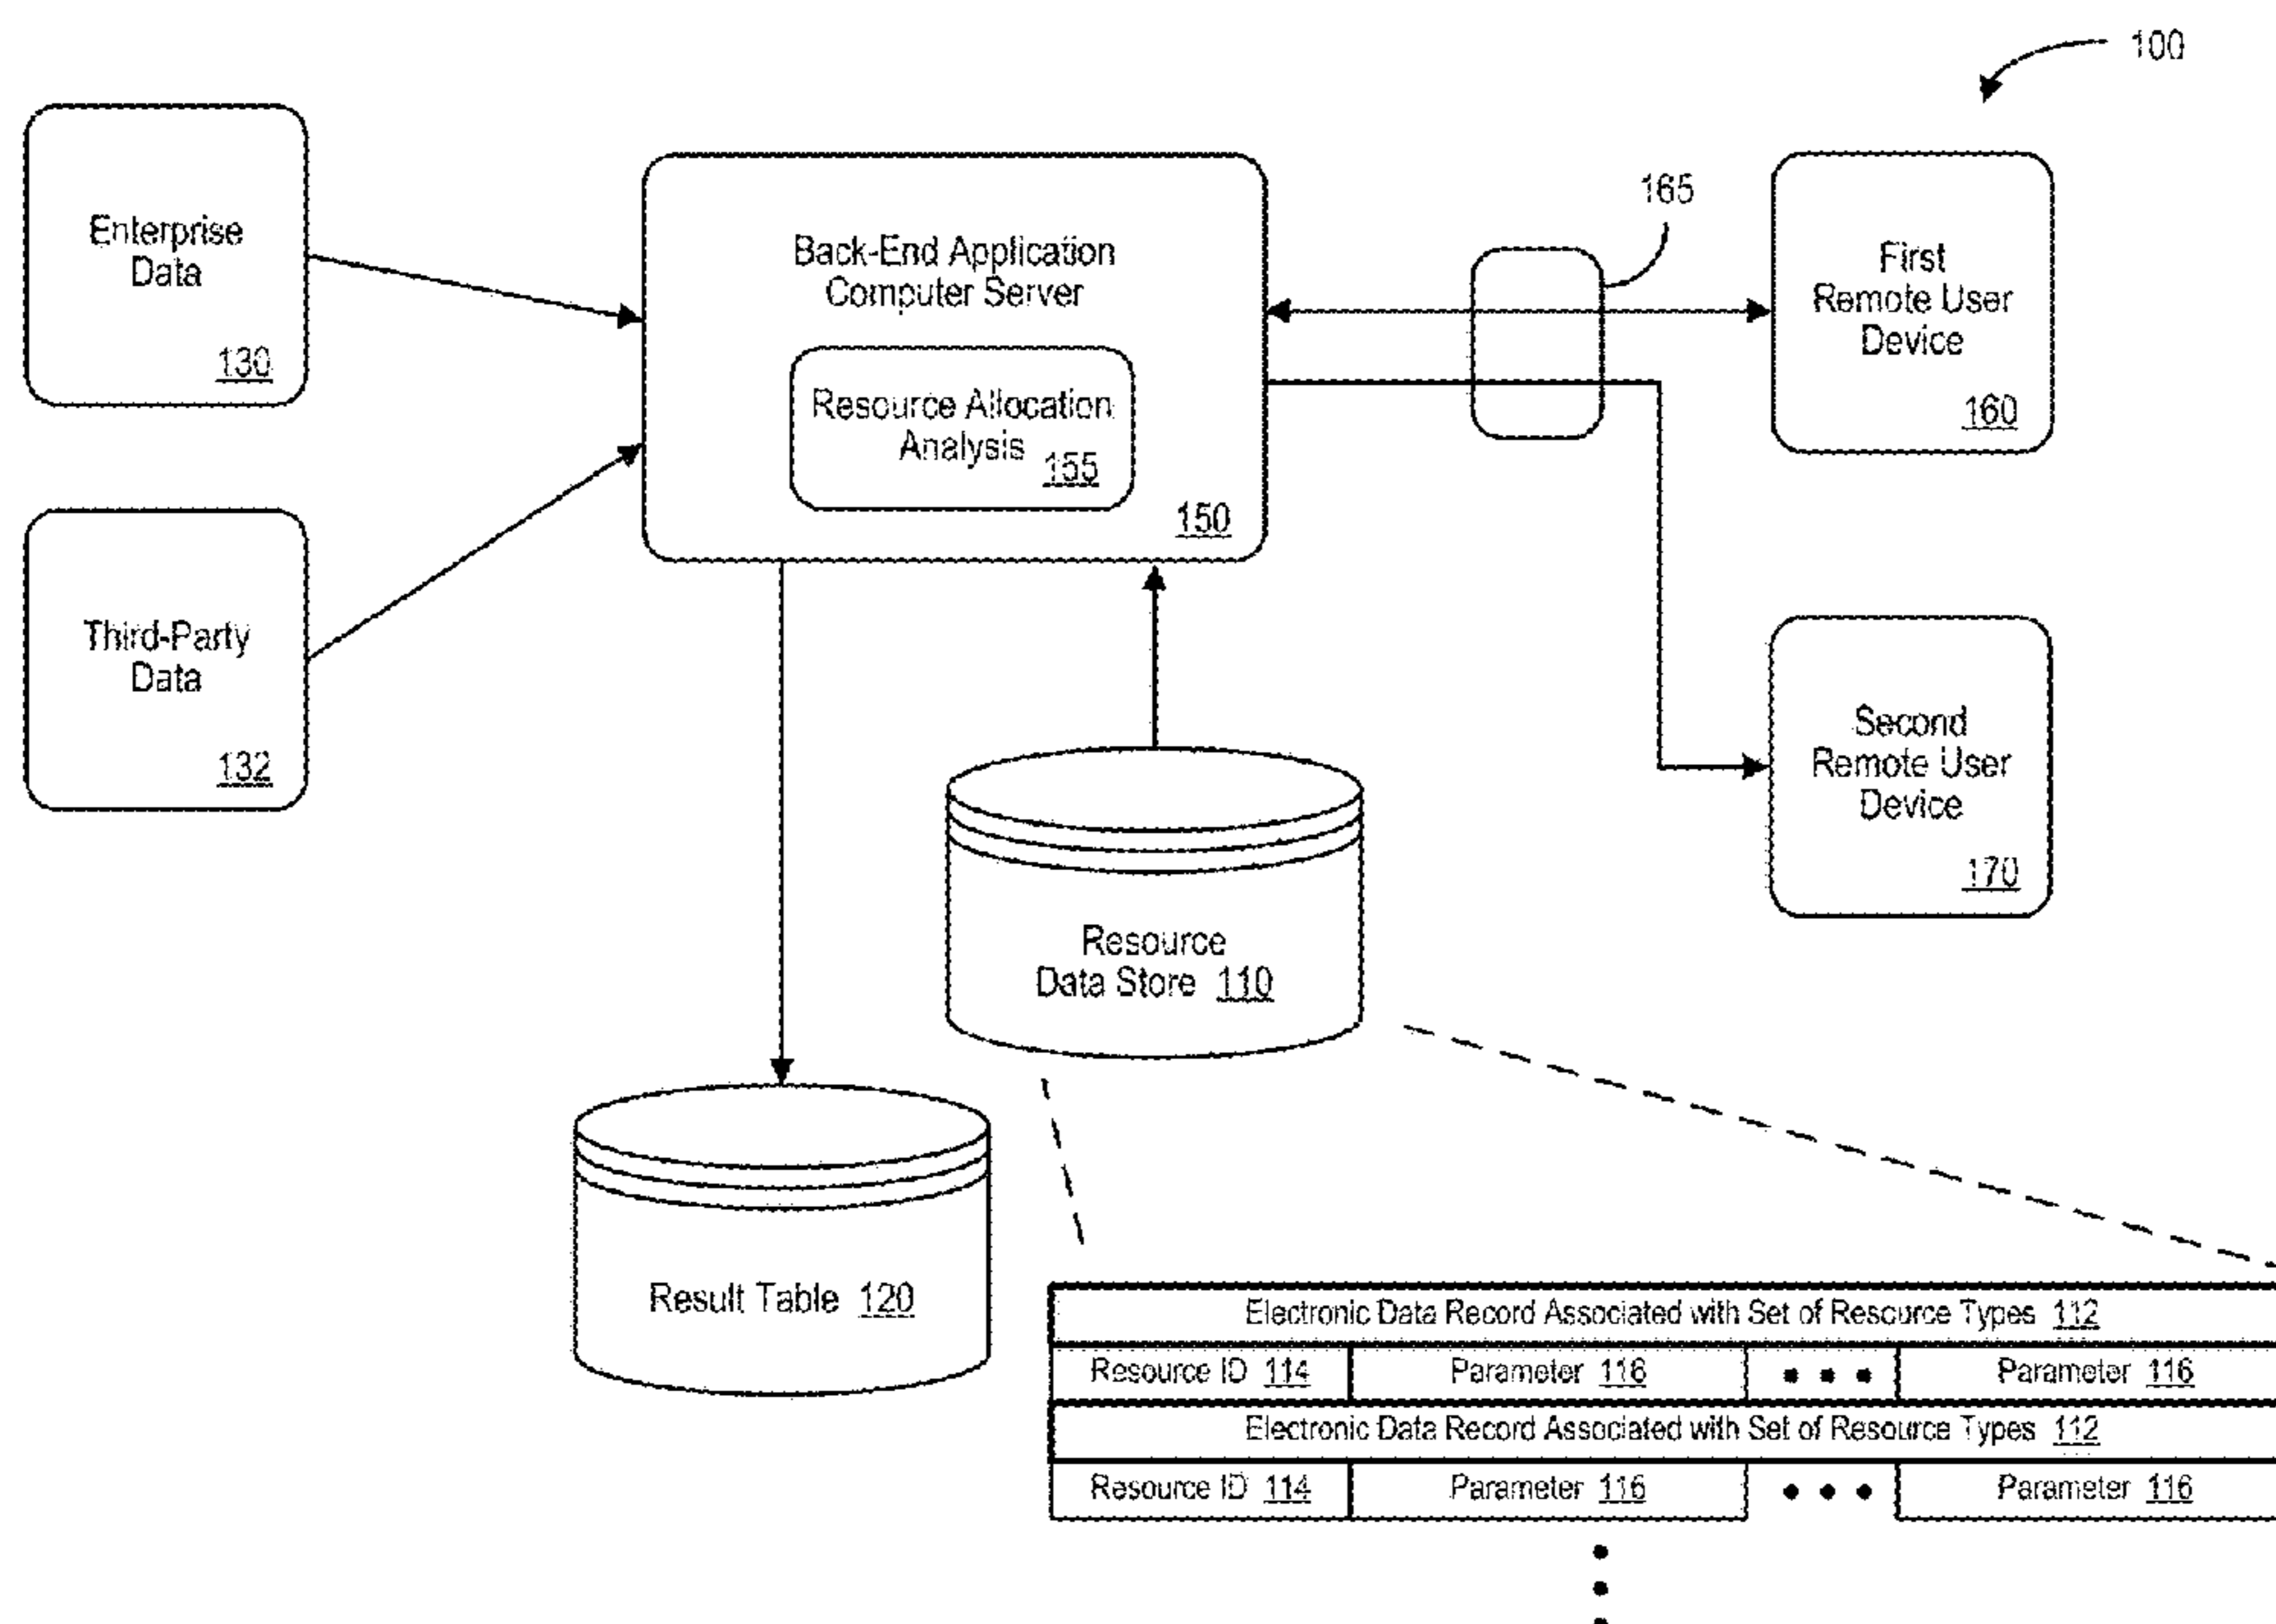 100
Enterprise
Data
130
Back-End Application
Computer Server
Resource Allocation
Analysis 155
150
165
First
Remote User
Device
160
Third-Party
Data
132
Second
Remote User
Device
170
Resource
Data Store 110
Result Table 120
Electronic Data Record Associated with Set of Resource Types 112
Resource ID 114 Parameter 116 • • • Parameter 116
Electronic Data Record Associated with Set of Resource Types 112
Resource ID 114 Parameter 116 • • • Parameter 116